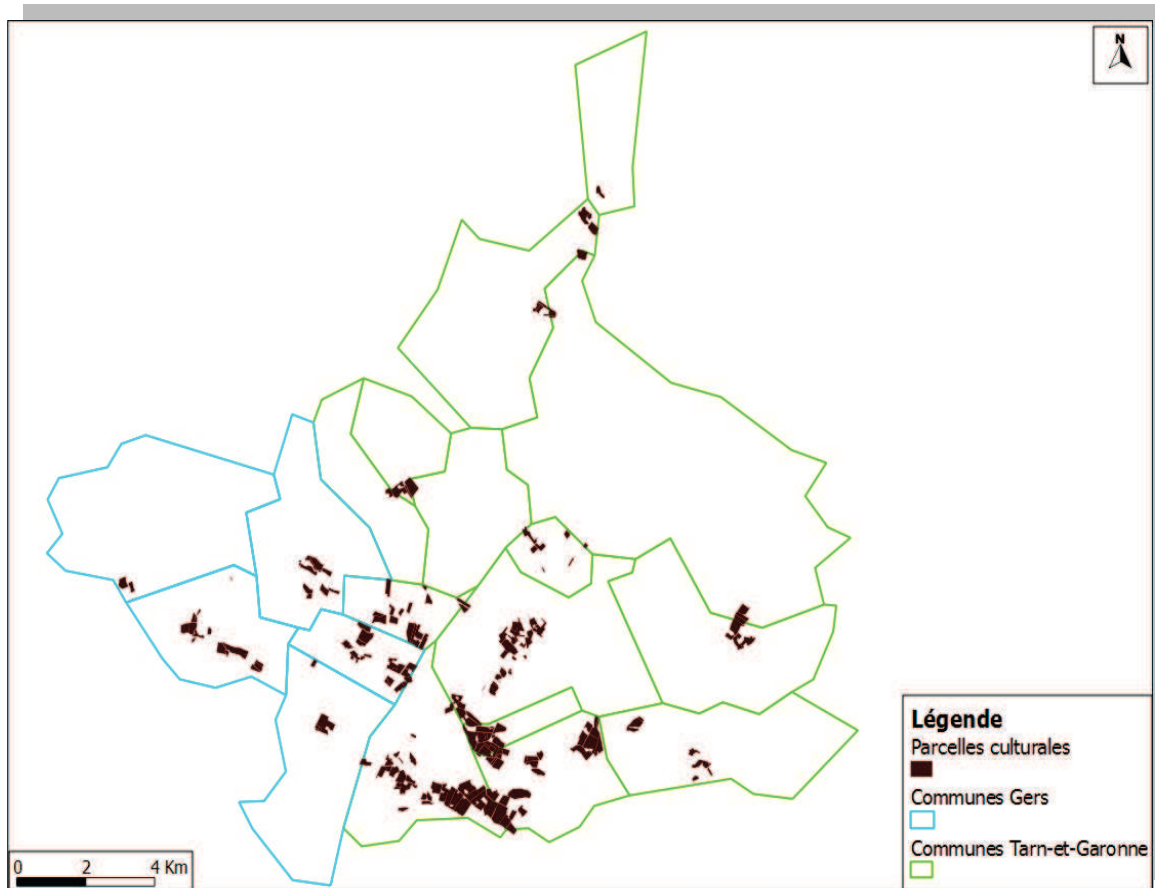 N
Légende
Parcelles culturales
Communes Gers
Communes Tarn-et-Garonne
0 2 4 Km